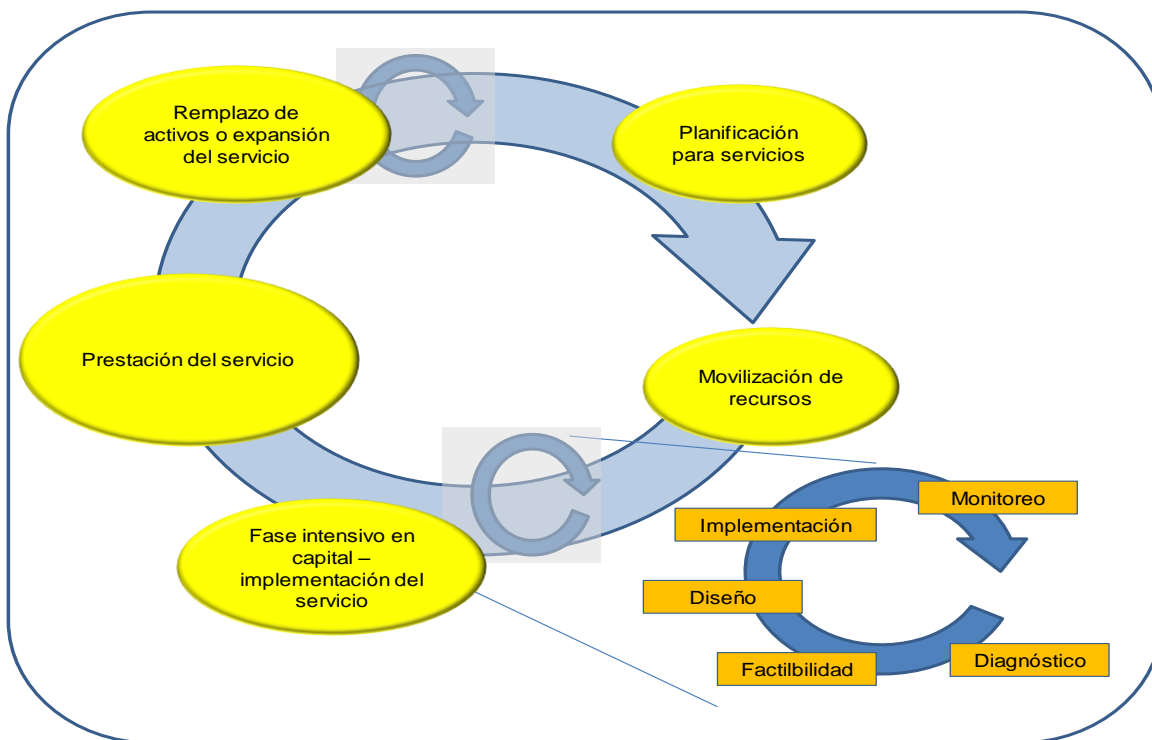 Remplazo de
activos o expansión
del servicio
Planificación
para servicios
Prestación del servicio
Movilización de
recursos
Fase intensivo en
capital –
implementación del
servicio
Monitoreo
Implementación
Diseño
Factilbilidad
Diagnóstico